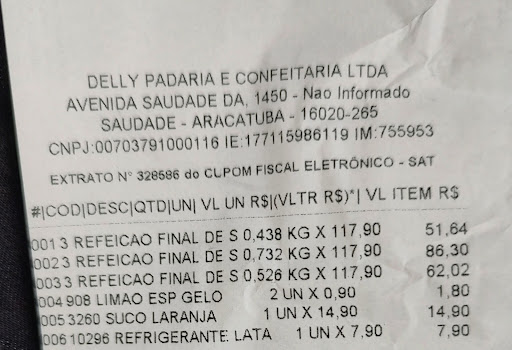 DELLY PADARIA E CONFEITARIA LTDA
AVENIDA SAUDADE DA, 1450 - Nao Informado
SAUDADE - ARACATUBA - 16020-265
CNPJ:00703791000116 IE:177115986119 IM:755953
EXTRATO N° 328586 do CUPOM FISCAL ELETRÔNICO - SAT
#|COD|DESC|QTD|UN| VL UN R$|(VLTR R$)*| VL ITEM R$
001 3 REFEICAO FINAL DE S 0,438 KG X 117,90 51,64
002 3 REFEICAO FINAL DE S 0,732 KG X 117,90 86,30
003 3 REFEICAO FINAL DE S 0,526 KG X 117,90 62,02
004 908 LIMAO ESP GELO 2 UN X 0,90 1,80
005 3260 SUCO LARANJA 1 UN X 14,90 14,90
006 10296 REFRIGERANTE LATA 1 UN X 7,90 7,90